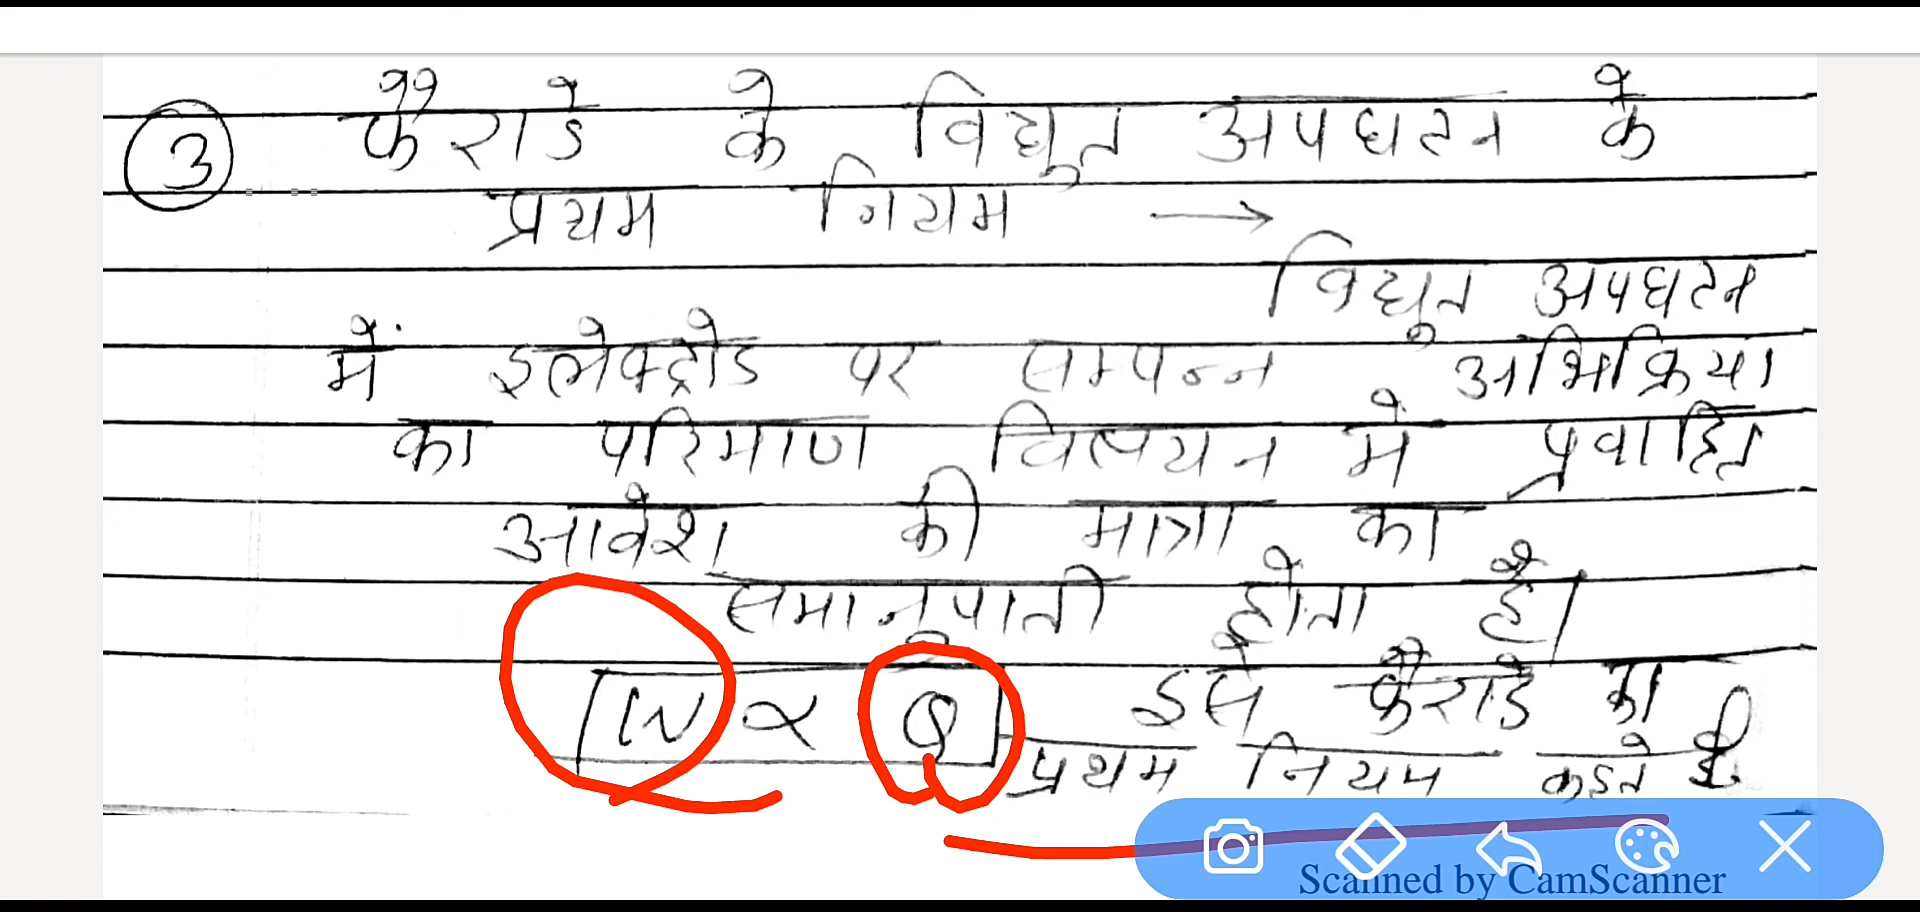 ③ फैराडे के विद्युत अपघटन के
प्रथम नियम →
विद्युत अपघटन
में इलेक्ट्रोड पर सम्पन्न अभिक्रिया
का परिमाण विलयन में प्रवाहित
आवेश की मात्रा का
समानुपाती होता है।
W ∝ Q इसे फैराडे का
प्रथम नियम कहते है.
Scanned by CamScanner